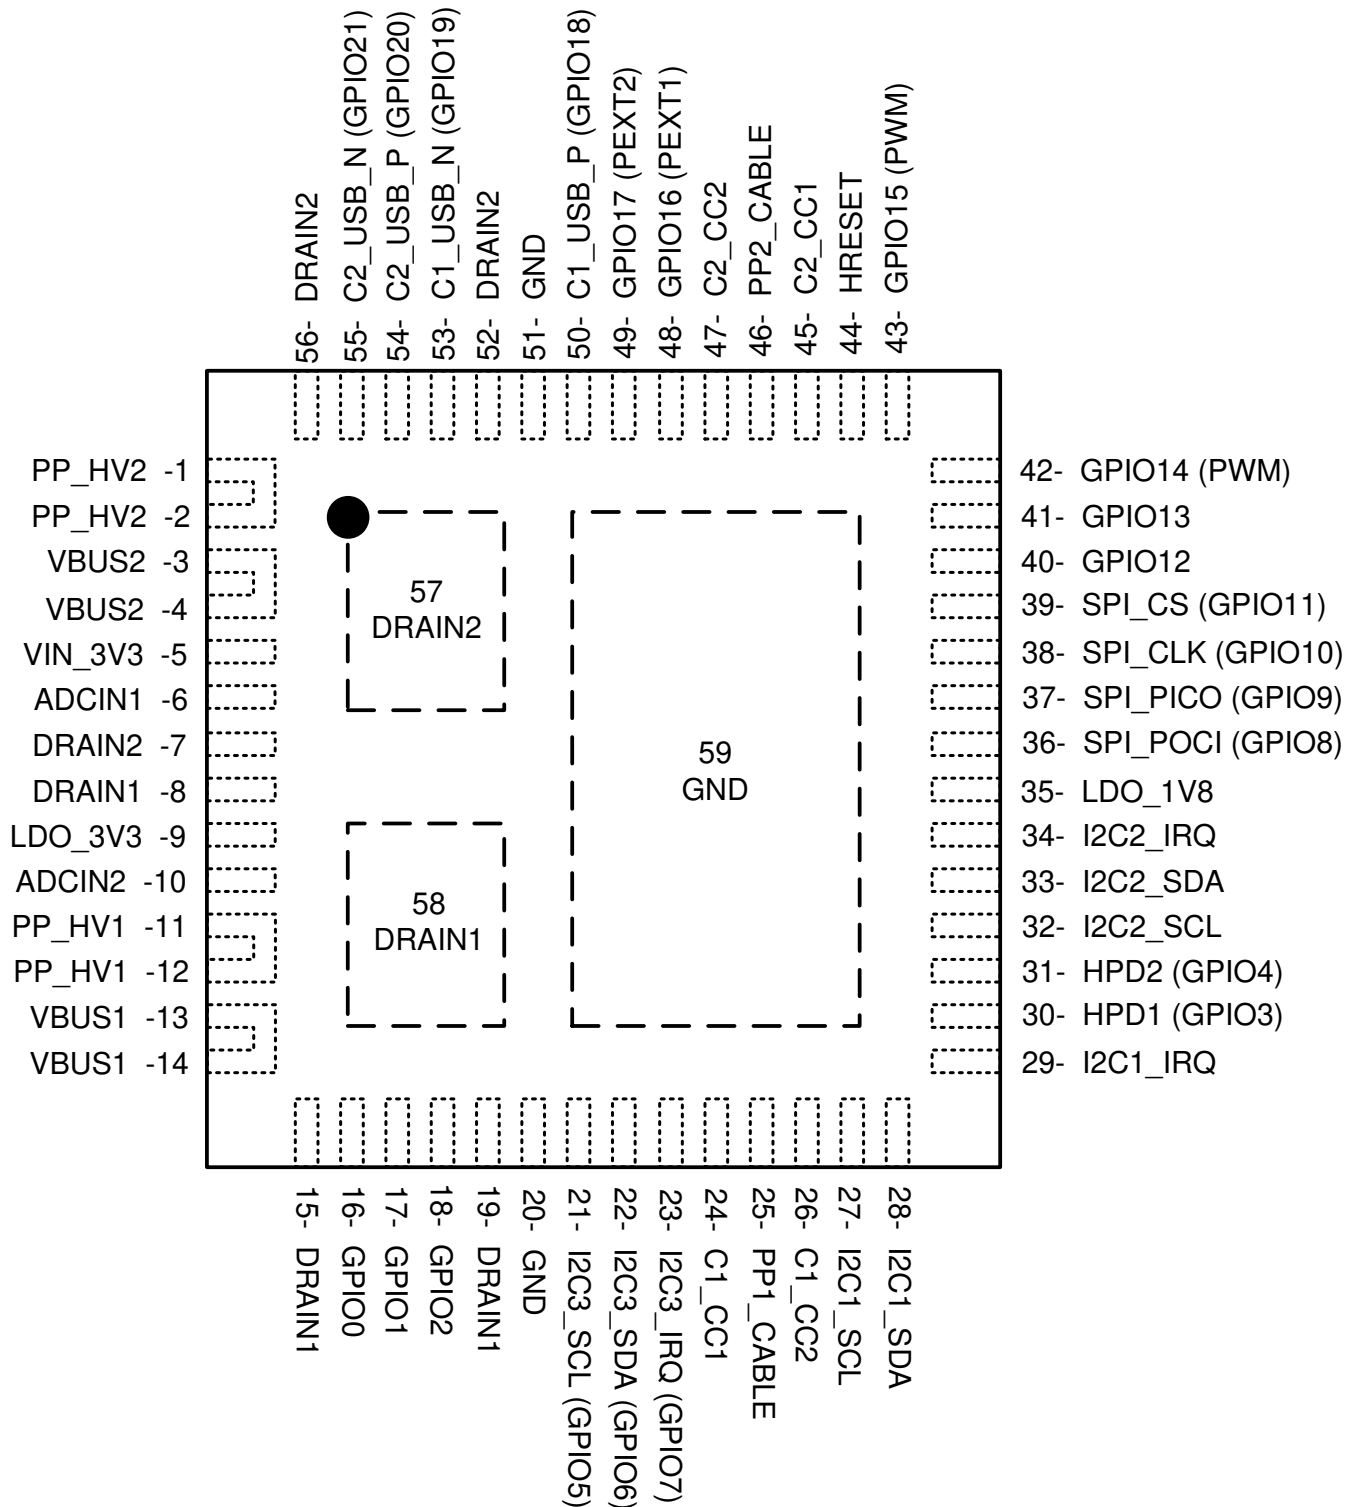 56- DRAIN2
55- C2_USB_N (GPIO21)
54- C2_USB_P (GPIO20)
53- C1_USB_N (GPIO19)
52- DRAIN2
51- GND
50- C1_USB_P (GPIO18)
49- GPIO17 (PEXT2)
48- GPIO16 (PEXT1)
47- C2_CC2
46- PP2_CABLE
45- C2_CC1
44- HRESET
43- GPIO15 (PWM)
PP_HV2 -1
PP_HV2 -2
VBUS2 -3
VBUS2 -4
VIN_3V3 -5
ADCIN1 -6
DRAIN2 -7
DRAIN1 -8
LDO_3V3 -9
ADCIN2 -10
PP_HV1 -11
PP_HV1 -12
VBUS1 -13
VBUS1 -14
57
DRAIN2
58
DRAIN1
59
GND
42- GPIO14 (PWM)
41- GPIO13
40- GPIO12
39- SPI_CS (GPIO11)
38- SPI_CLK (GPIO10)
37- SPI_PICO (GPIO9)
36- SPI_POCI (GPIO8)
35- LDO_1V8
34- I2C2_IRQ
33- I2C2_SDA
32- I2C2_SCL
31- HPD2 (GPIO4)
30- HPD1 (GPIO3)
29- I2C1_IRQ
15- DRAIN1
16- GPIO0
17- GPIO1
18- GPIO2
19- DRAIN1
20- GND
21- I2C3_SCL (GPIO5)
22- I2C3_SDA (GPIO6)
23- I2C3_IRQ (GPIO7)
24- C1_CC1
25- PP1_CABLE
26- C1_CC2
27- I2C1_SCL
28- I2C1_SDA